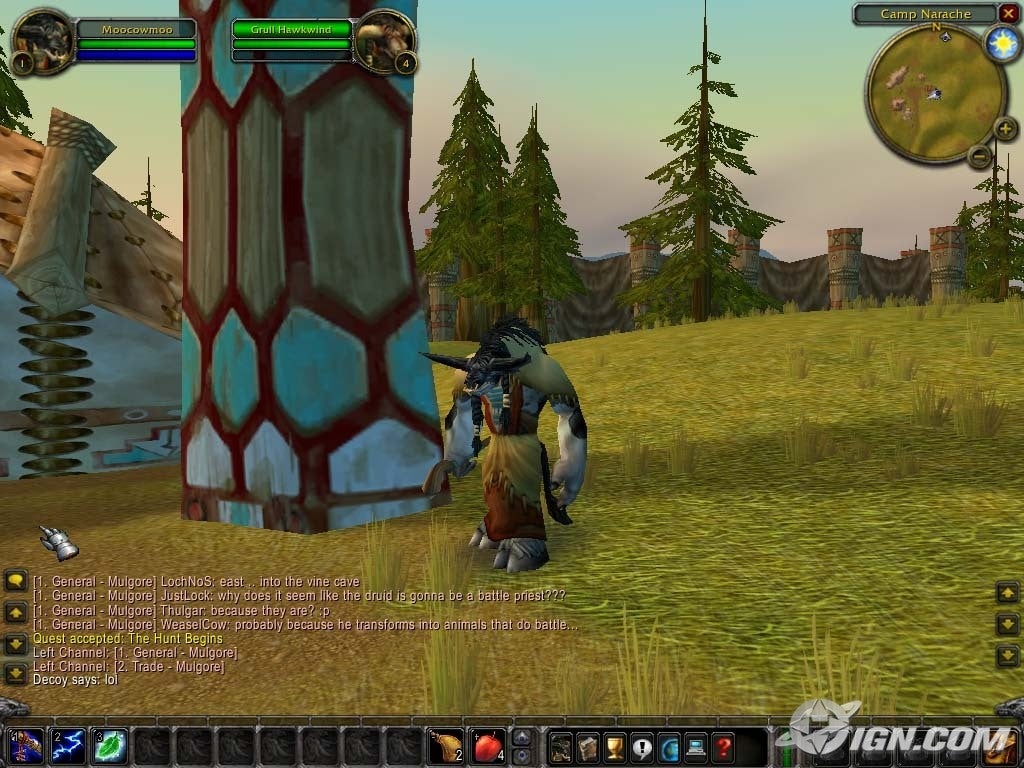 Moocowmoo
Grull Hawkwind
Camp Narache
N
1
4
[1. General - Mulgore] LochNoS: east .. into the vine cave
[1. General - Mulgore] JustLock: why does it seem like the druid is gonna be a battle priest???
[1. General - Mulgore] Thulgar: because they are? :p
[1. General - Mulgore] WeaselCow: probably because he transforms into animals that do battle...
Quest accepted: The Hunt Begins
Left Channel: [1. General - Mulgore]
Left Channel: [2. Trade - Mulgore]
Decoy says: lol
1 2 3 2 4
IGN.COM